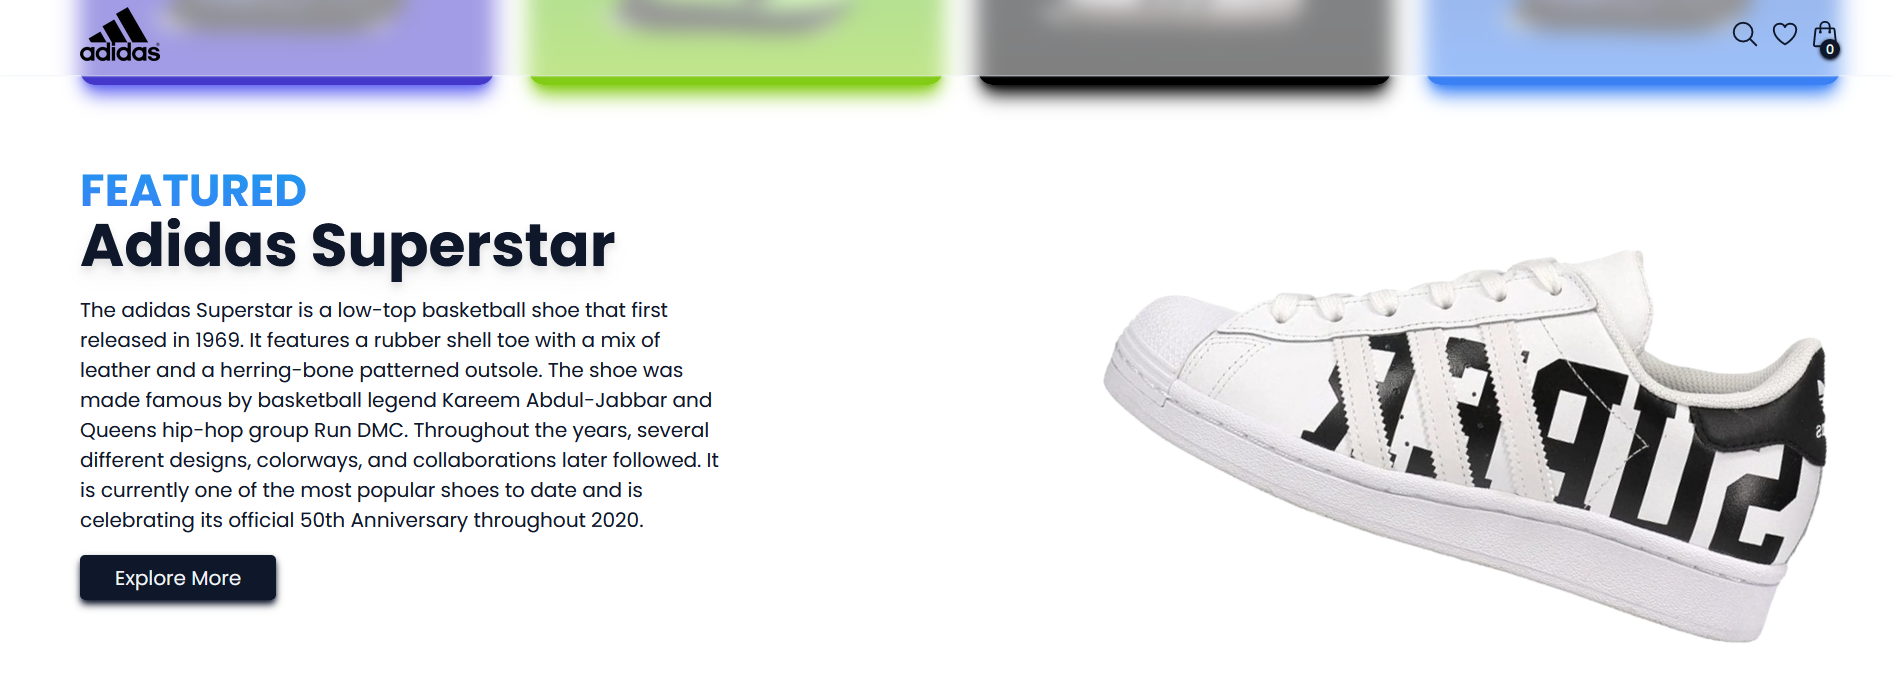 adidas
0
FEATURED
Adidas Superstar
The adidas Superstar is a low-top basketball shoe that first
released in 1969. It features a rubber shell toe with a mix of
leather and a herring-bone patterned outsole. The shoe was
made famous by basketball legend Kareem Abdul-Jabbar and
Queens hip-hop group Run DMC. Throughout the years, several
different designs, colorways, and collaborations later followed. It
is currently one of the most popular shoes to date and is
celebrating its official 50th Anniversary throughout 2020.
Explore More